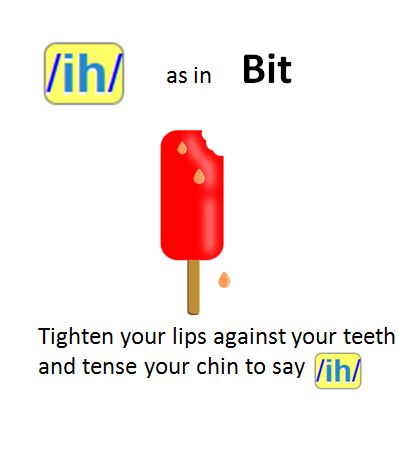 /ih/ as in Bit
Tighten your lips against your teeth
and tense your chin to say /ih/